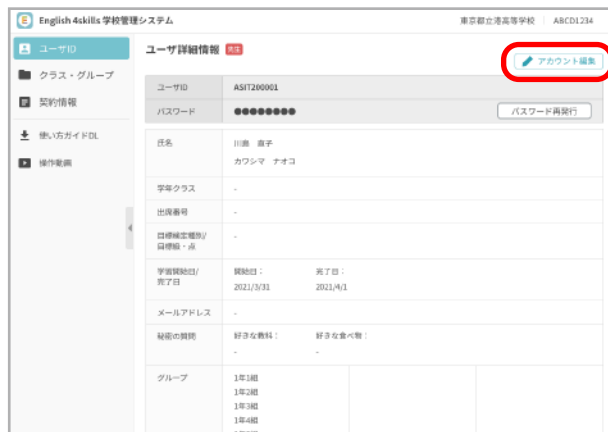 English 4skills 学校管理システム
東京都立港高等学校 ABCD1234
ユーザID
クラス・グループ
契約情報
使い方ガイドDL
操作動画
ユーザ詳細情報 先生
アカウント編集
ユーザID ASIT200001
パスワード ●●●●●●●● パスワード再発行
氏名 川島 直子
カワシマ ナオコ
学年クラス -
出席番号 -
目標検定種別/ -
目標級・点
学習開始日/ 開始日： 完了日：
完了日 2021/3/31 2021/4/1
メールアドレス -
秘密の質問 好きな教科： 好きな食べ物：
- -
グループ 1年1組
1年2組
1年3組
1年4組